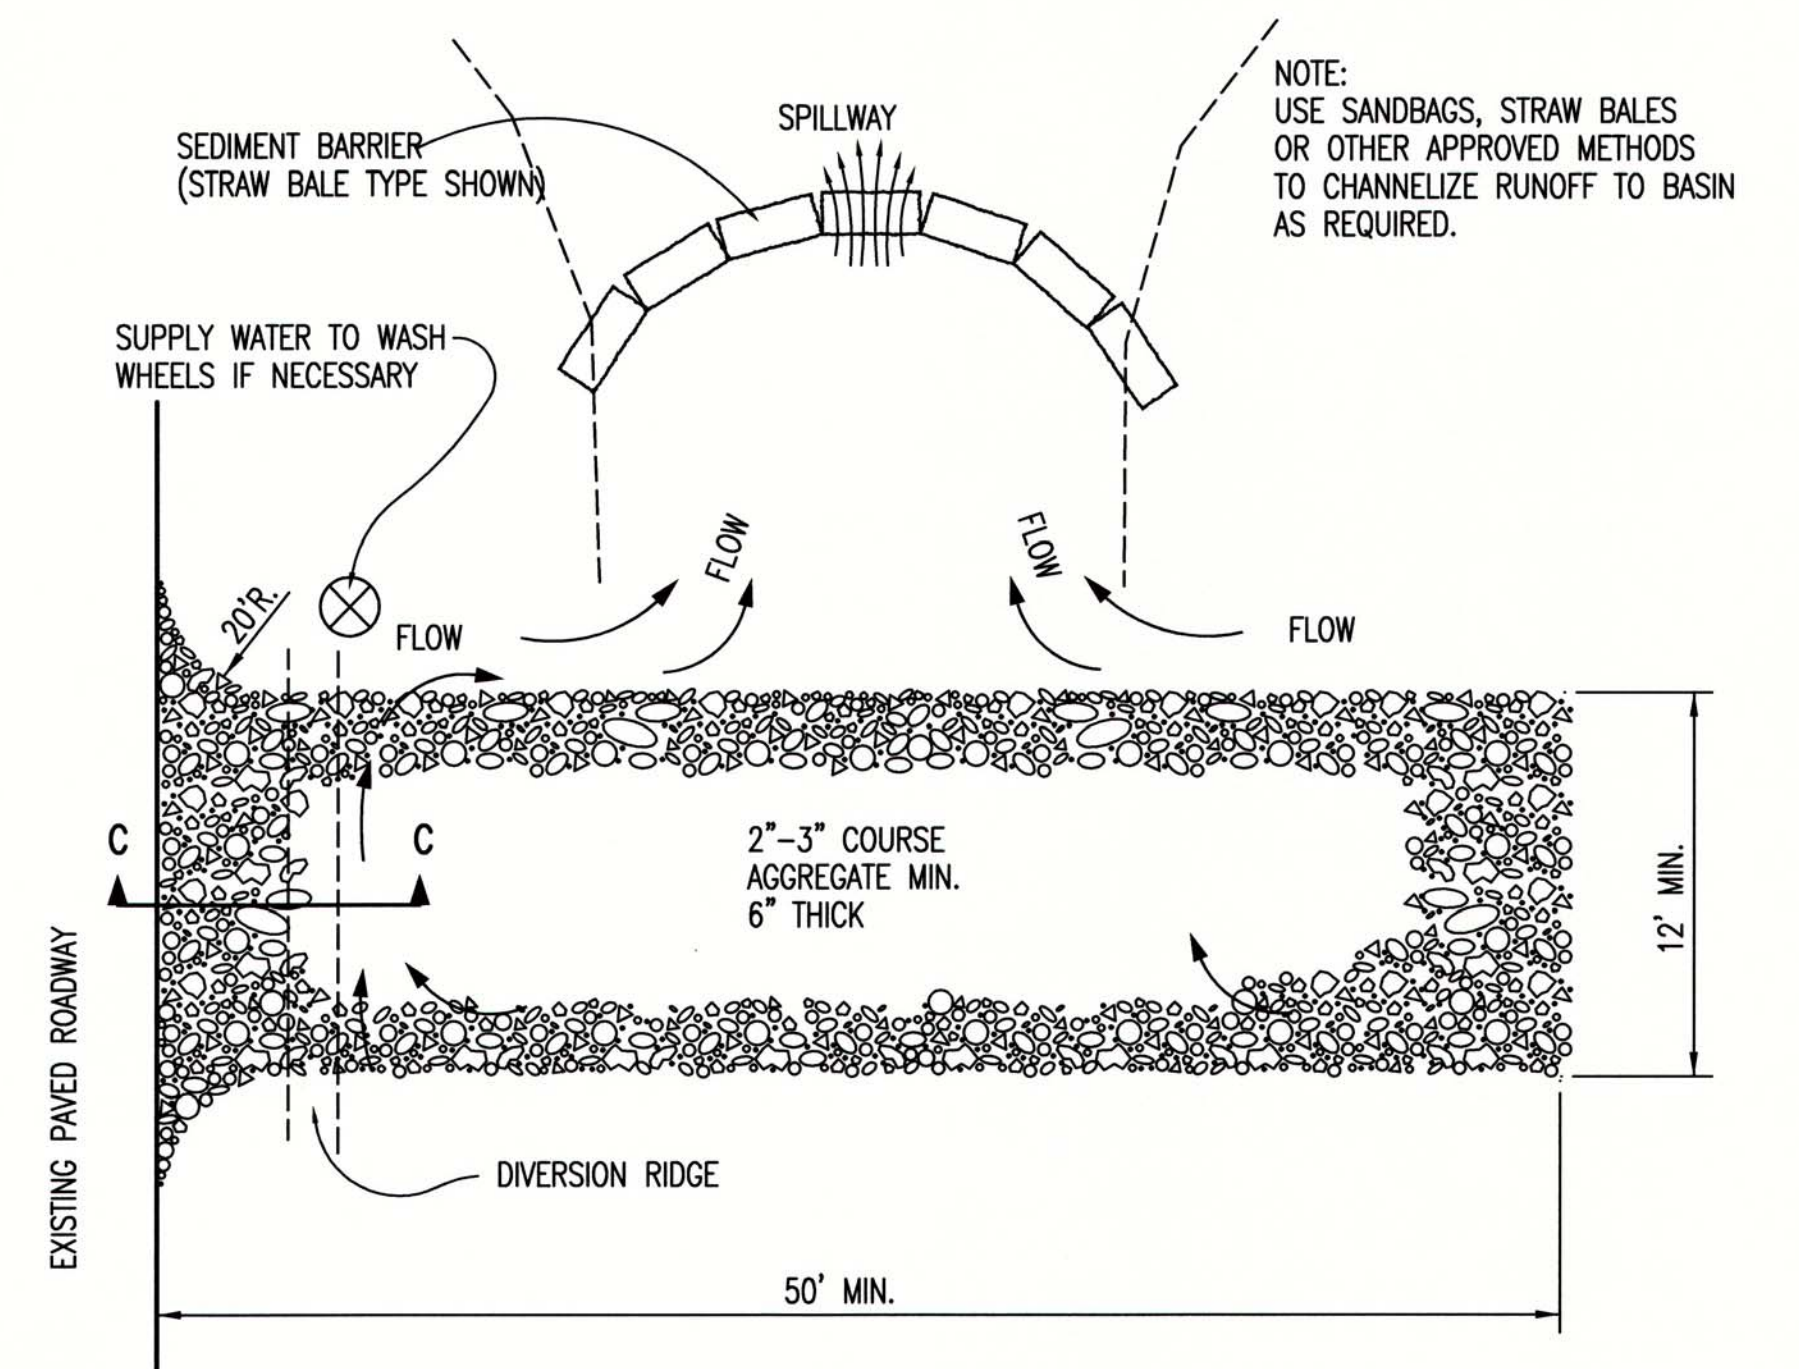 SPILLWAY
NOTE:
USE SANDBAGS, STRAW BALES
OR OTHER APPROVED METHODS
TO CHANNELIZE RUNOFF TO BASIN
AS REQUIRED.
SEDIMENT BARRIER
(STRAW BALE TYPE SHOWN)
SUPPLY WATER TO WASH
WHEELS IF NECESSARY
FLOW
FLOW
20'R.
FLOW
FLOW
C
C
2"-3" COURSE
AGGREGATE MIN.
6" THICK
12' MIN.
EXISTING PAVED ROADWAY
DIVERSION RIDGE
50' MIN.